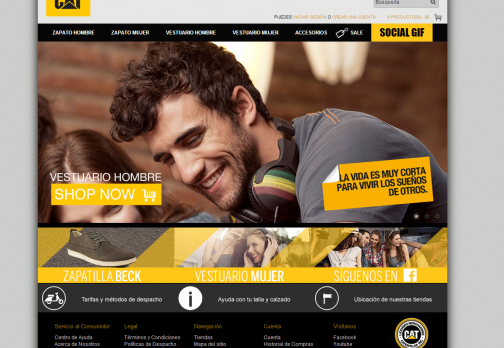 CAT
Búsqueda
PUEDES INICIAR SESIÓN O CREAR UNA CUENTA 0 PRODUCTO(S) - $0
ZAPATO HOMBRE ZAPATO MUJER VESTUARIO HOMBRE VESTUARIO MUJER ACCESORIOS SALE SOCIAL GIF
VESTUARIO HOMBRE
SHOP NOW
LA VIDA ES MUY CORTA
PARA VIVIR LOS SUEÑOS
DE OTROS.
ZAPATILLA BECK VESTUARIO MUJER SÍGUENOS EN f
Tarifas y métodos de despacho i Ayuda con tu talla y calzado Ubicación de nuestras tiendas
Servicio al Consumidor Legal Navegación Cuenta Visítanos
Centro de Ayuda Términos y Condiciones Tiendas Cuenta Facebook
Acerca de Nosotros Políticas de Despacho Mapa del sitio Historial de Compras Youtube
CAT